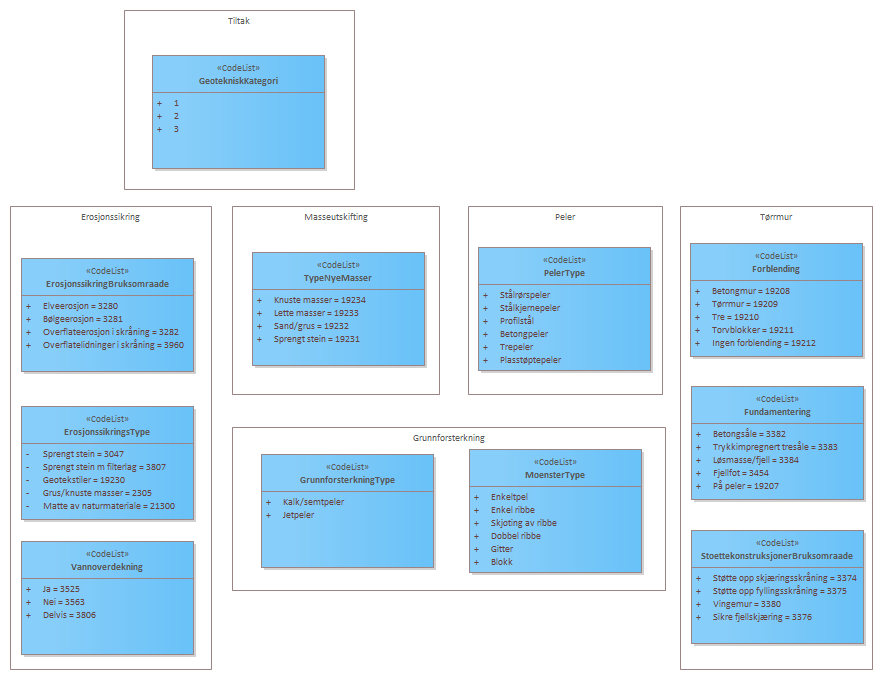 Tiltak
«CodeList»
GeotekniskKategori
+ 1
+ 2
+ 3
Erosjonssikring
«CodeList»
ErosjonssikringBruksomraade
+ Elveerosjon = 3280
+ Bølgeerosjon = 3281
+ Overflateerosjon i skråning = 3282
+ Overflatelidninger i skråning = 3960
«CodeList»
ErosjonssikringsType
- Sprengt stein = 3047
- Sprengt stein m filterlag = 3807
- Geotekstiler = 19230
- Grus/knuste masser = 2305
- Matte av naturmateriale = 21300
«CodeList»
Vannoverdekning
+ Ja = 3525
+ Nei = 3563
+ Delvis = 3806
Masseutskifting
«CodeList»
TypeNyeMasser
+ Knuste masser = 19234
+ Lette masser = 19233
+ Sand/grus = 19232
+ Sprengt stein = 19231
Peler
«CodeList»
PelerType
+ Stålrørspeler
+ Stålkjernepeler
+ Profilstål
+ Betongpeler
+ Trepeler
+ Plasstøptepeler
Grunnforsterkning
«CodeList»
GrunnforsterkningType
+ Kalk/semtpeler
+ Jetpeler
«CodeList»
MoensterType
+ Enkeltpel
+ Enkel ribbe
+ Skjoting av ribbe
+ Dobbel ribbe
+ Gitter
+ Blokk
Tørrmur
«CodeList»
Forblending
+ Betongmur = 19208
+ Tørrmur = 19209
+ Tre = 19210
+ Torvblokker = 19211
+ Ingen forblending = 19212
«CodeList»
Fundamentering
+ Betongsåle = 3382
+ Trykkimpregnert tresåle = 3383
+ Løsmasse/fjell = 3384
+ Fjellfot = 3454
+ På peler = 19207
«CodeList»
StoettekonstruksjonerBruksomraade
+ Støtte opp skjæringsskråning = 3374
+ Støtte opp fyllingsskråning = 3375
+ Vingemur = 3380
+ Sikre fjellskjæring = 3376